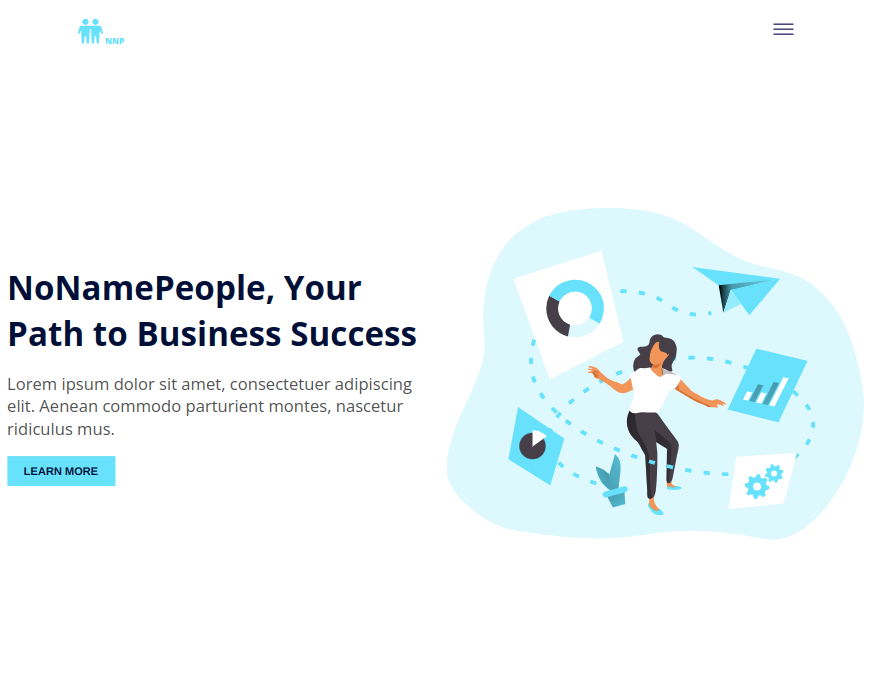 NNP
NoNamePeople, Your
Path to Business Success
Lorem ipsum dolor sit amet, consectetuer adipiscing
elit. Aenean commodo parturient montes, nascetur
ridiculus mus.
LEARN MORE